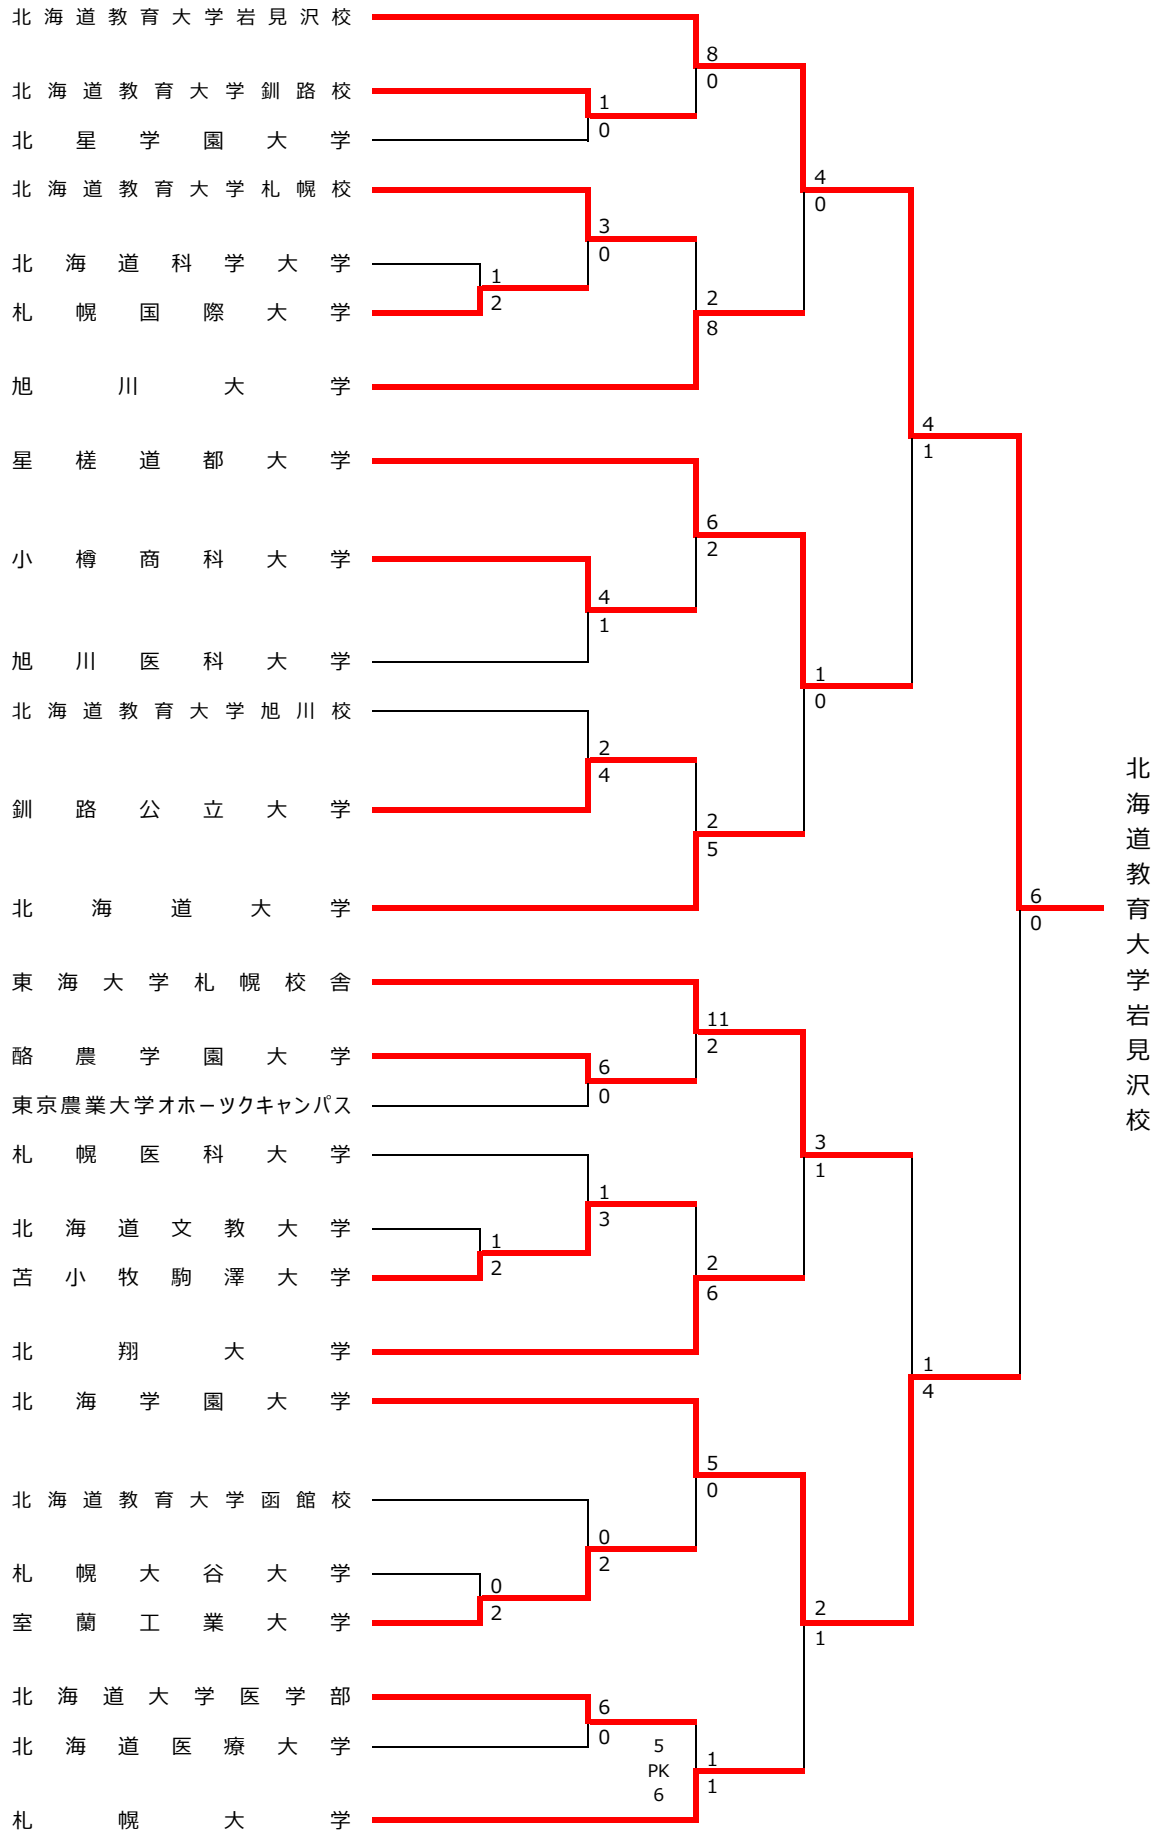 北海道教育大学岩見沢校
8
0
北海道教育大学釧路校
1
0
北星学園大学
北海道教育大学札幌校
4
0
3
0
北海道科学大学
1
2
札幌国際大学
2
8
旭川大学
4
1
星槎道都大学
6
2
小樽商科大学
4
1
旭川医科大学
1
0
北海道教育大学旭川校
2
4
釧路公立大学
2
5
北海道大学
6
0
北海道教育大学岩見沢校
東海大学札幌校舎
11
2
酪農学園大学
6
0
東京農業大学オホーツクキャンパス
3
1
札幌医科大学
1
3
北海道文教大学
1
2
苫小牧駒澤大学
2
6
北翔大学
1
4
北海学園大学
5
0
北海道教育大学函館校
0
2
札幌大谷大学
0
2
室蘭工業大学
2
1
北海道大学医学部
6
0
北海道医療大学
5
PK
6
1
1
札幌大学